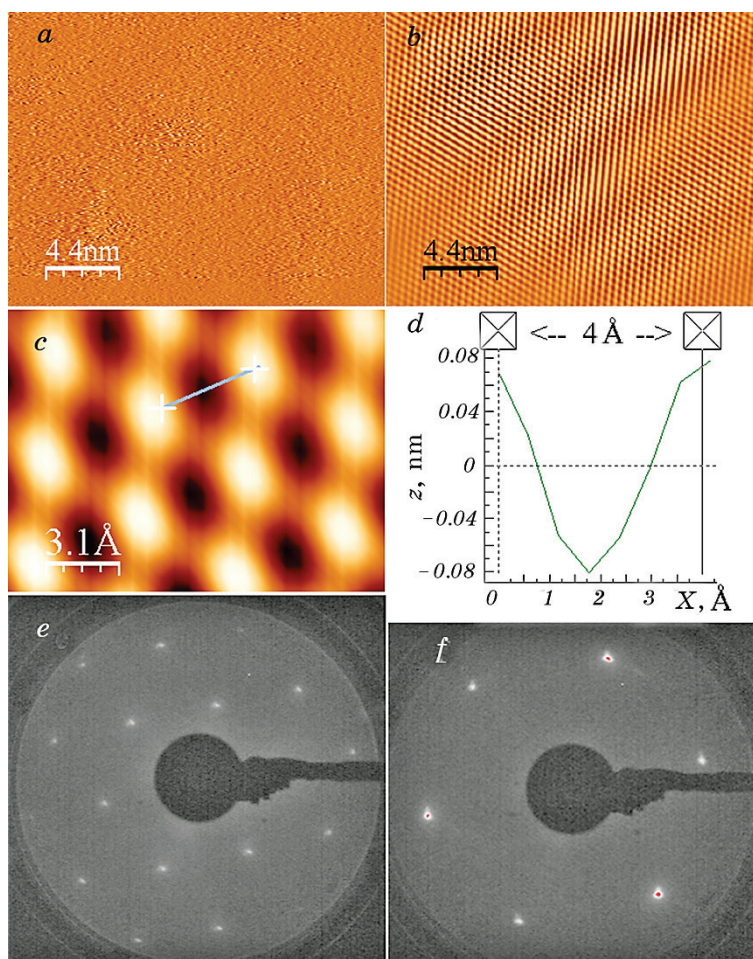 a
4.4nm
b
4.4nm
c
3.1Å
d
<-- 4 Å -->
0.08
0.04
0
-0.04
-0.08
z, nm
0 1 2 3 X, Å
e
f